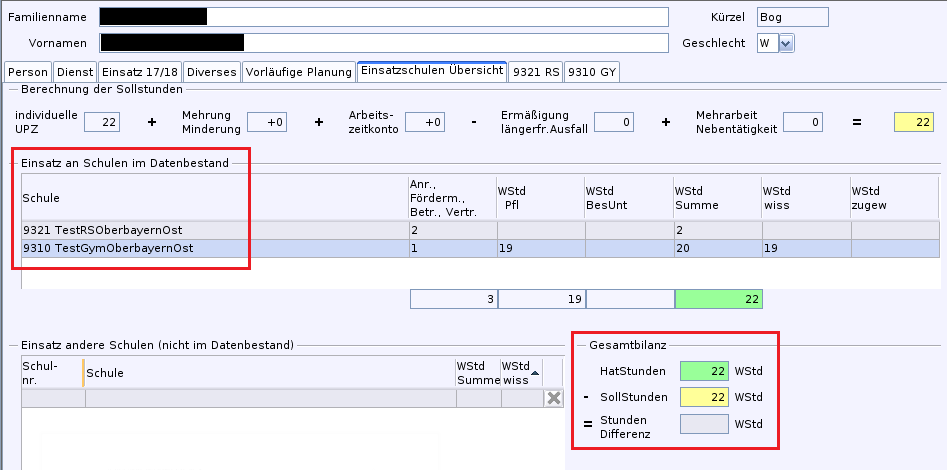 Familienname Kürzel Bog
Vornamen Geschlecht W
Person Dienst Einsatz 17/18 Diverses Vorläufige Planung Einsatzschulen Übersicht 9321 RS 9310 GY
Berechnung der Sollstunden
individuelle UPZ 22 + Mehrung Minderung +0 + Arbeits- zeitkonto +0 - Ermäßigung längerfr.Ausfall 0 + Mehrarbeit Nebentätigkeit 0 = 22
Einsatz an Schulen im Datenbestand
Schule Anr., Förderm., Betr., Vertr. WStd Pfl WStd BesUnt WStd Summe WStd wiss WStd zugew
9321 TestRSOberbayernOst 2 2
9310 TestGymOberbayernOst 1 19 20 19
3 19 22
Einsatz andere Schulen (nicht im Datenbestand)
Schul- nr. Schule WStd Summe WStd wiss
Gesamtbilanz
HatStunden 22 WStd
- SollStunden 22 WStd
= Stunden Differenz WStd